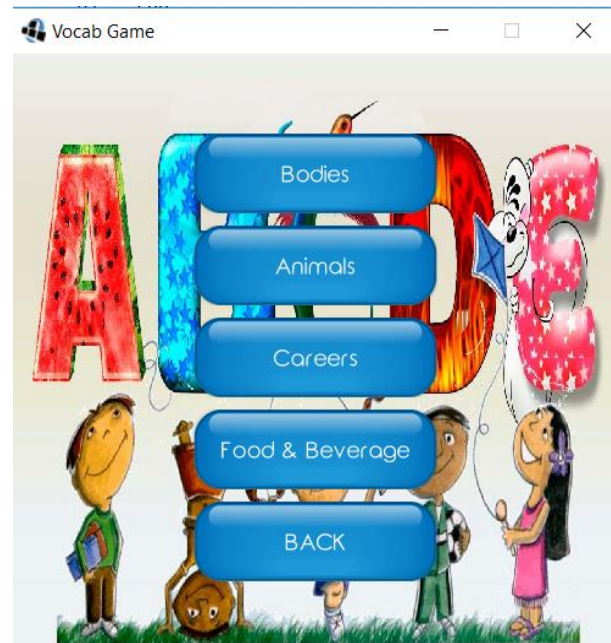 Vocab Game
A B C D E
Bodies
Animals
Careers
Food & Beverage
BACK